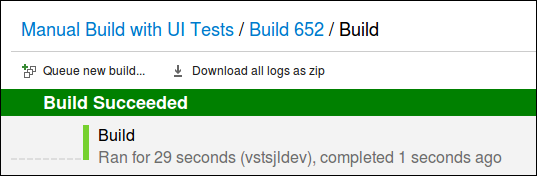 Manual Build with UI Tests / Build 652 / Build
Queue new build... Download all logs as zip
Build Succeeded
Build
Ran for 29 seconds (vstsjldev), completed 1 seconds ago